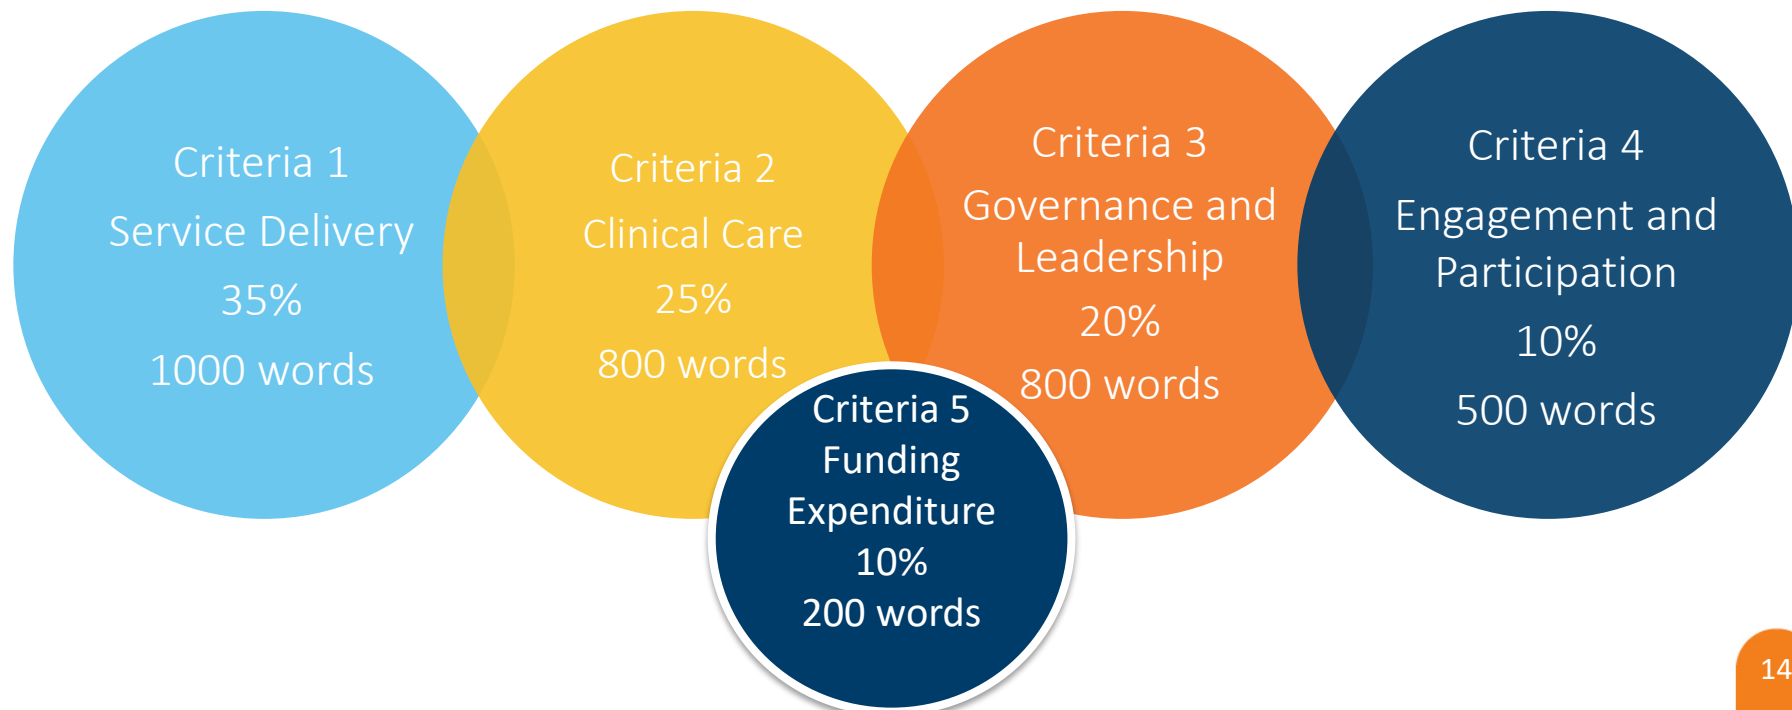 Criteria 1
Service Delivery
35%
1000 words
Criteria 2
Clinical Care
25%
800 words
Criteria 3
Governance and
Leadership
20%
800 words
Criteria 4
Engagement and
Participation
10%
500 words
Criteria 5
Funding
Expenditure
10%
200 words
14